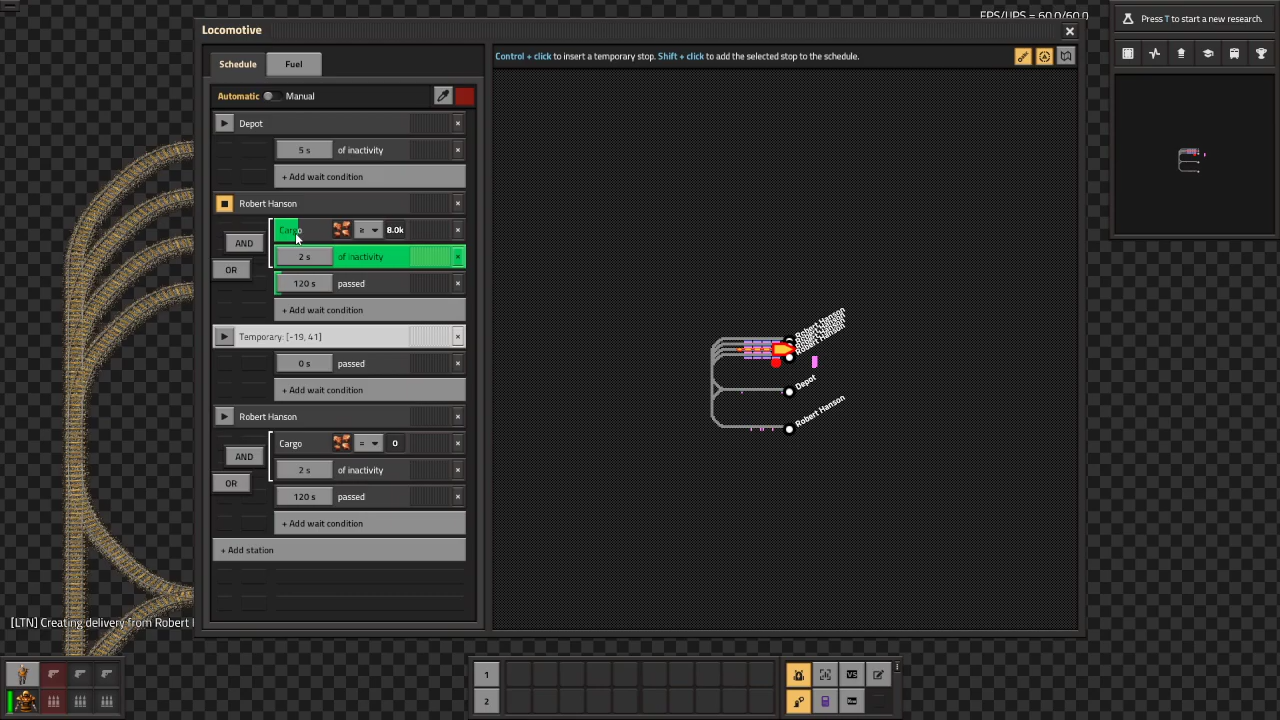 FPS/UPS = 60.0/60.0
Locomotive
Press T to start a new research.
Schedule
Fuel
Control + click to insert a temporary stop. Shift + click to add the selected stop to the schedule.
Automatic
Manual
Depot
5 s of inactivity
+ Add wait condition
Robert Hanson
Cargo ≥ 8.0k
AND
2 s of inactivity
OR
120 s passed
+ Add wait condition
Temporary: [-19, 41]
0 s passed
+ Add wait condition
Robert Hanson
Cargo = 0
AND
2 s of inactivity
OR
120 s passed
+ Add wait condition
+ Add station
Robert Hanson
Robert Hanson
Depot
Robert Hanson
[LTN] Creating delivery from Robert
1
2